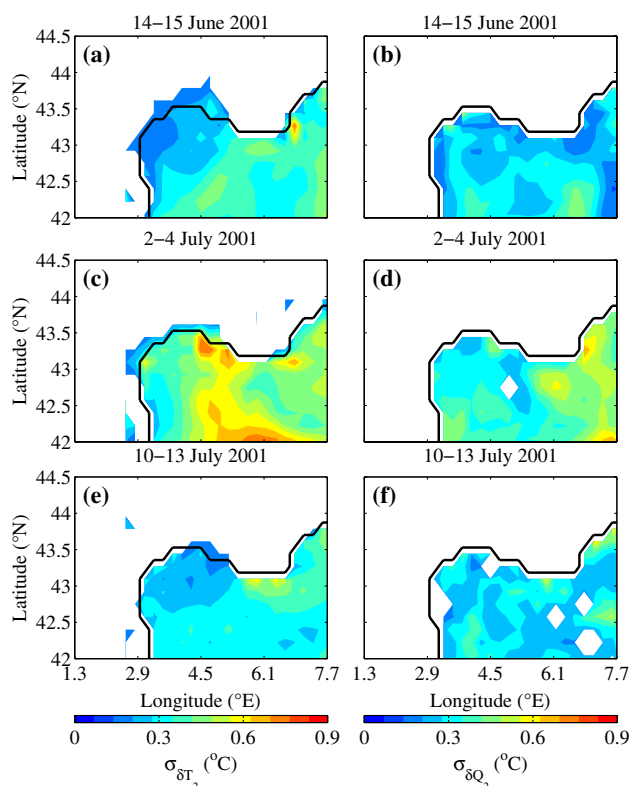 14−15 June 2001
14−15 June 2001
44.5
44
43.5
43
42.5
42
Latitude (°N)
(a)
(b)
2−4 July 2001
2−4 July 2001
44.5
44
43.5
43
42.5
42
Latitude (°N)
(c)
(d)
10−13 July 2001
10−13 July 2001
44.5
44
43.5
43
42.5
42
Latitude (°N)
(e)
(f)
1.3 2.9 4.5 6.1 7.7
1.3 2.9 4.5 6.1 7.7
Longitude (°E)
Longitude (°E)
0 0.3 0.6 0.9
0 0.3 0.6 0.9
σδT2 (°C)
σδQ2 (°C)